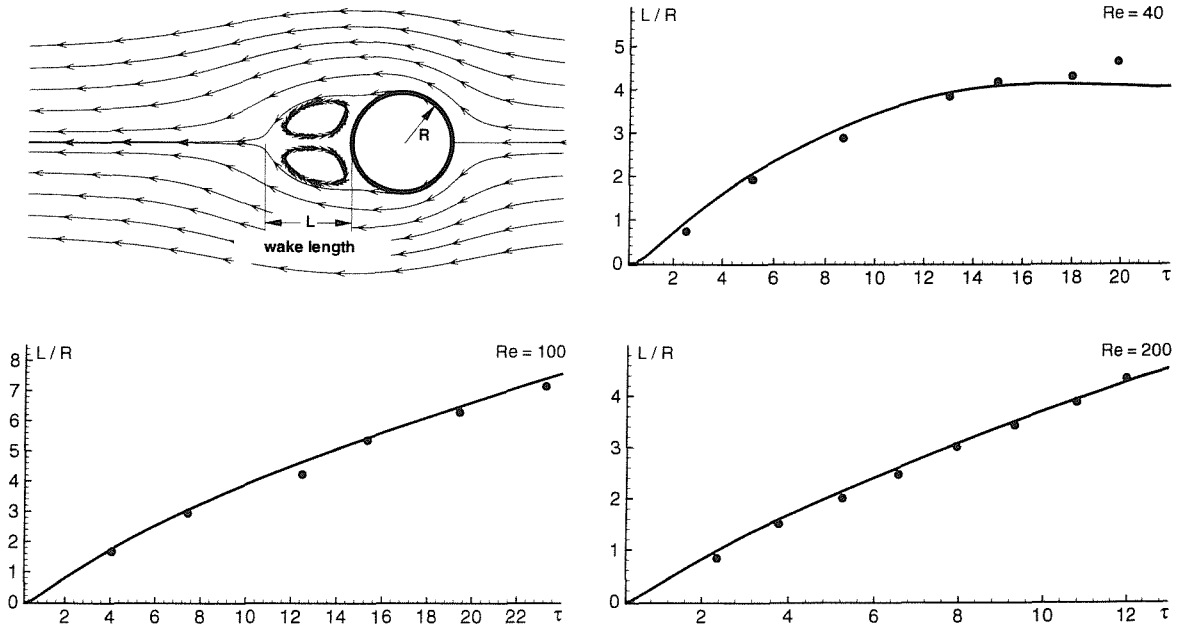 R
L
wake length
L / R
Re = 40
5
4
3
2
1
0
2 4 6 8 10 12 14 16 18 20 τ
L / R
Re = 100
8
7
6
5
4
3
2
1
0
2 4 6 8 10 12 14 16 18 20 22 τ
L / R
Re = 200
4
3
2
1
0
2 4 6 8 10 12 τ